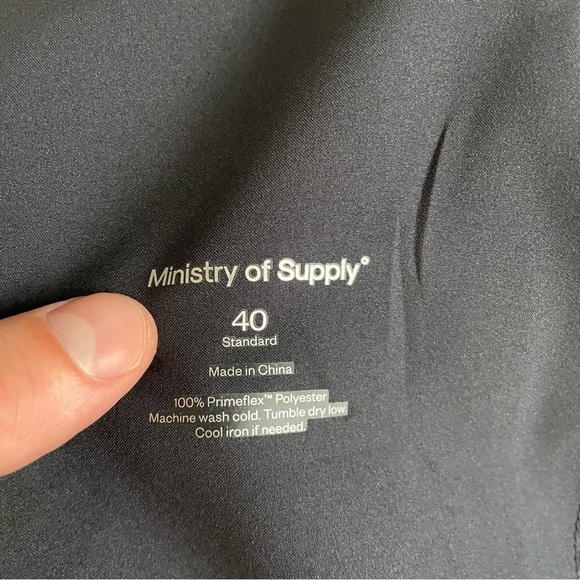 Ministry of Supply°
40
Standard
Made in China
100% Primeflex™ Polyester
Machine wash cold. Tumble dry low.
Cool iron if needed.